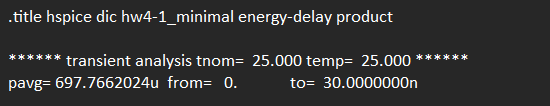 .title hspice dic hw4-1_minimal energy-delay product
****** transient analysis tnom=  25.000 temp=  25.000 ******
pavg= 697.7662024u  from=   0.           to=  30.0000000n